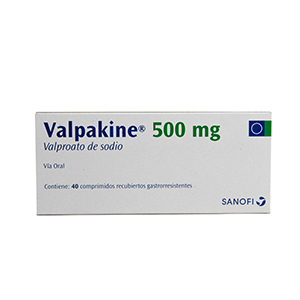 Valpakine® 500 mg
Valproato de sodio
Vía Oral
Contiene: 40 comprimidos recubiertos gastrorresistentes
SANOFI